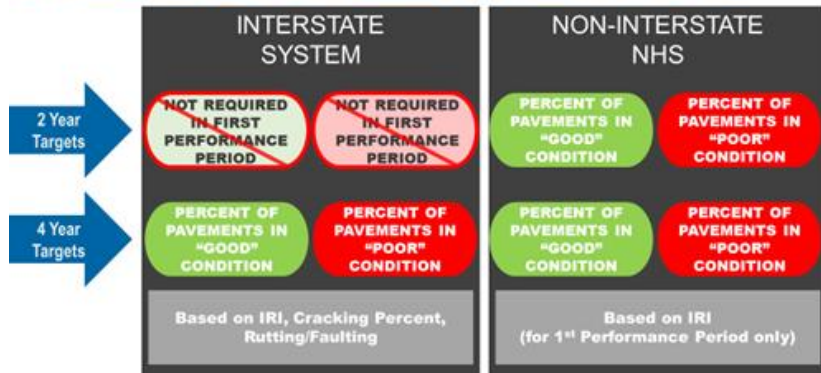 INTERSTATE
SYSTEM
NON-INTERSTATE
NHS
2 Year
Targets
NOT REQUIRED
IN FIRST
PERFORMANCE
PERIOD
NOT REQUIRED
IN FIRST
PERFORMANCE
PERIOD
PERCENT OF
PAVEMENTS IN
"GOOD"
CONDITION
PERCENT OF
PAVEMENTS IN
"POOR"
CONDITION
4 Year
Targets
PERCENT OF
PAVEMENTS IN
"GOOD"
CONDITION
PERCENT OF
PAVEMENTS IN
"POOR"
CONDITION
PERCENT OF
PAVEMENTS IN
"GOOD"
CONDITION
PERCENT OF
PAVEMENTS IN
"POOR"
CONDITION
Based on IRI, Cracking Percent,
Rutting/Faulting
Based on IRI
(for 1st Performance Period only)